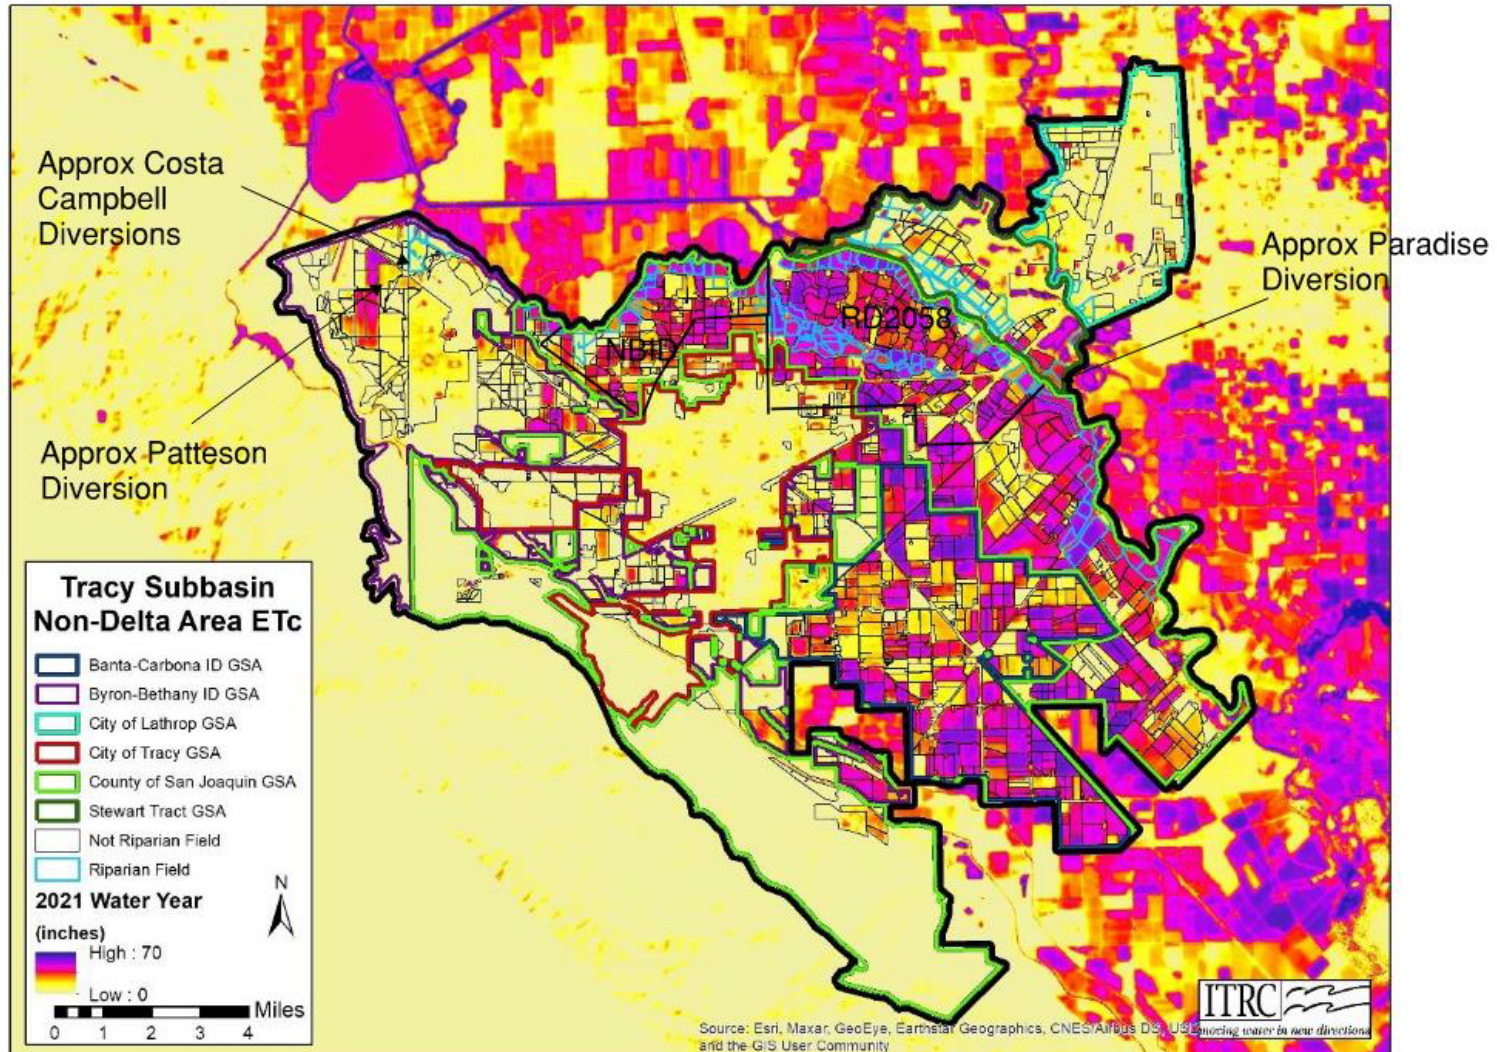 Approx Costa
Campbell
Diversions
Approx Paradise
Diversion
RD2058
NBID
Approx Patteson
Diversion
Tracy Subbasin
Non-Delta Area ETc
Banta-Carbona ID GSA
Byron-Bethany ID GSA
City of Lathrop GSA
City of Tracy GSA
County of San Joaquin GSA
Stewart Tract GSA
Not Riparian Field
Riparian Field
2021 Water Year
(inches)
High : 70
Low : 0
N
Miles
0 1 2 3 4
ITRC
moving water in new directions
Source: Esri, Maxar, GeoEye, Earthstar Geographics, CNES/Airbus DS,
and the GIS User Community